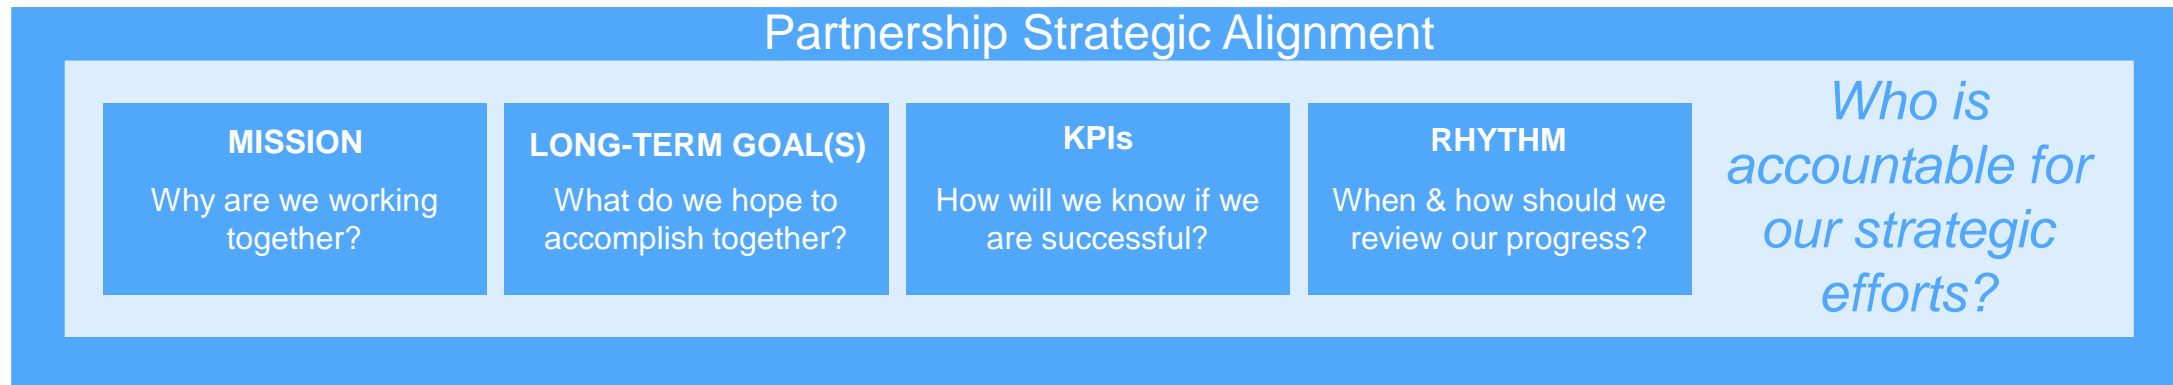 Partnership Strategic Alignment
MISSION
Why are we working
together?
LONG-TERM GOAL(S)
What do we hope to
accomplish together?
KPIs
How will we know if we
are successful?
RHYTHM
When & how should we
review our progress?
Who is
accountable for
our strategic
efforts?